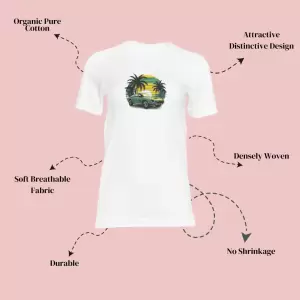 Organic Pure
Cotton
Attractive
Distinctive Design
Densely Woven
Soft Breathable
Fabric
No Shrinkage
Durable